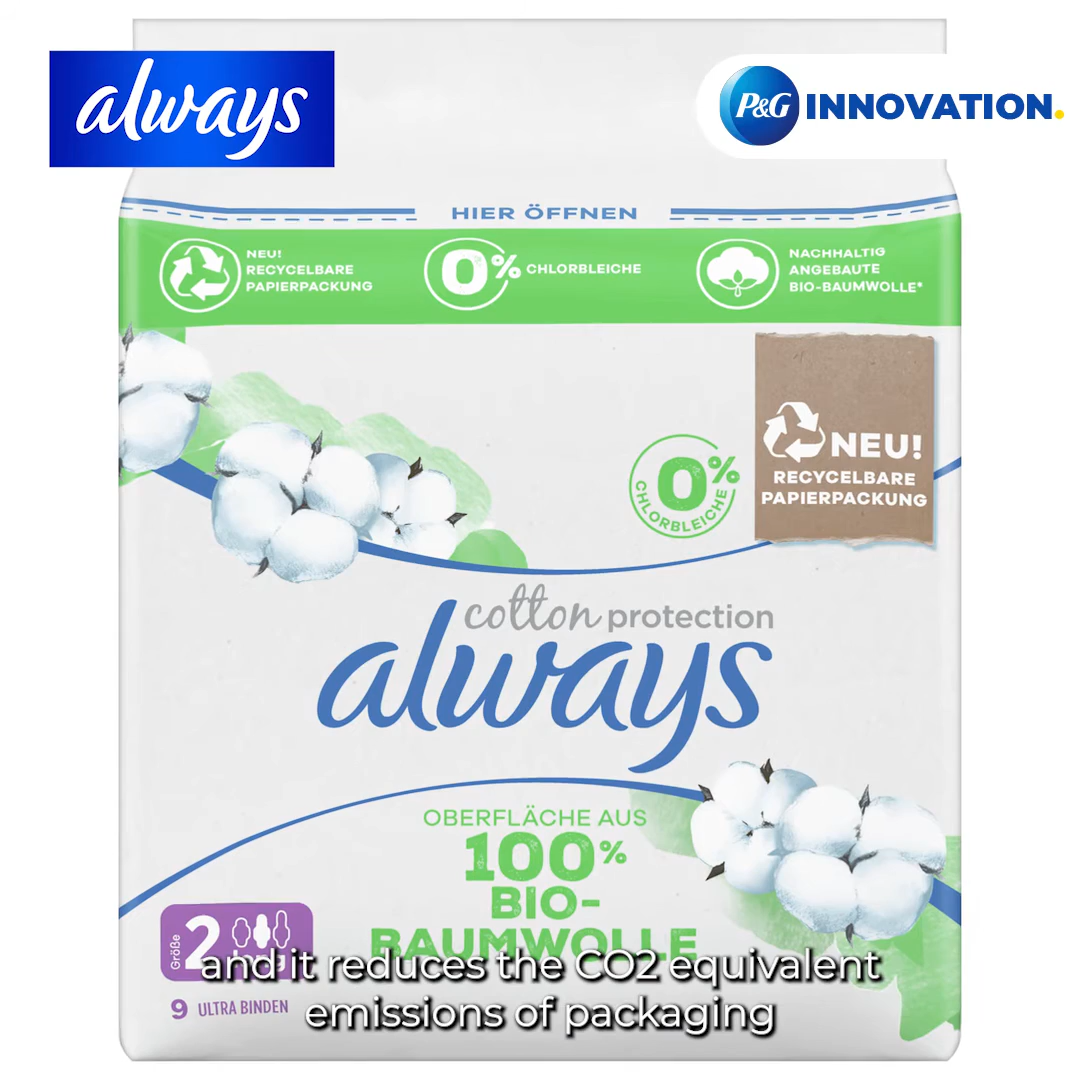 always
P&G INNOVATION.
HIER ÖFFNEN
NEU!
RECYCELBARE
PAPIERPACKUNG
0% CHLORBLEICHE
NACHHALTIG
ANGEBAUTE
BIO-BAUMWOLLE*
0%
CHLORBLEICHE
NEU!
RECYCELBARE
PAPIERPACKUNG
cotton protection
always
OBERFLÄCHE AUS
100%
BIO-
BAUMWOLLE
Größe 2
9 ULTRA BINDEN
and it reduces the CO2 equivalent
emissions of packaging